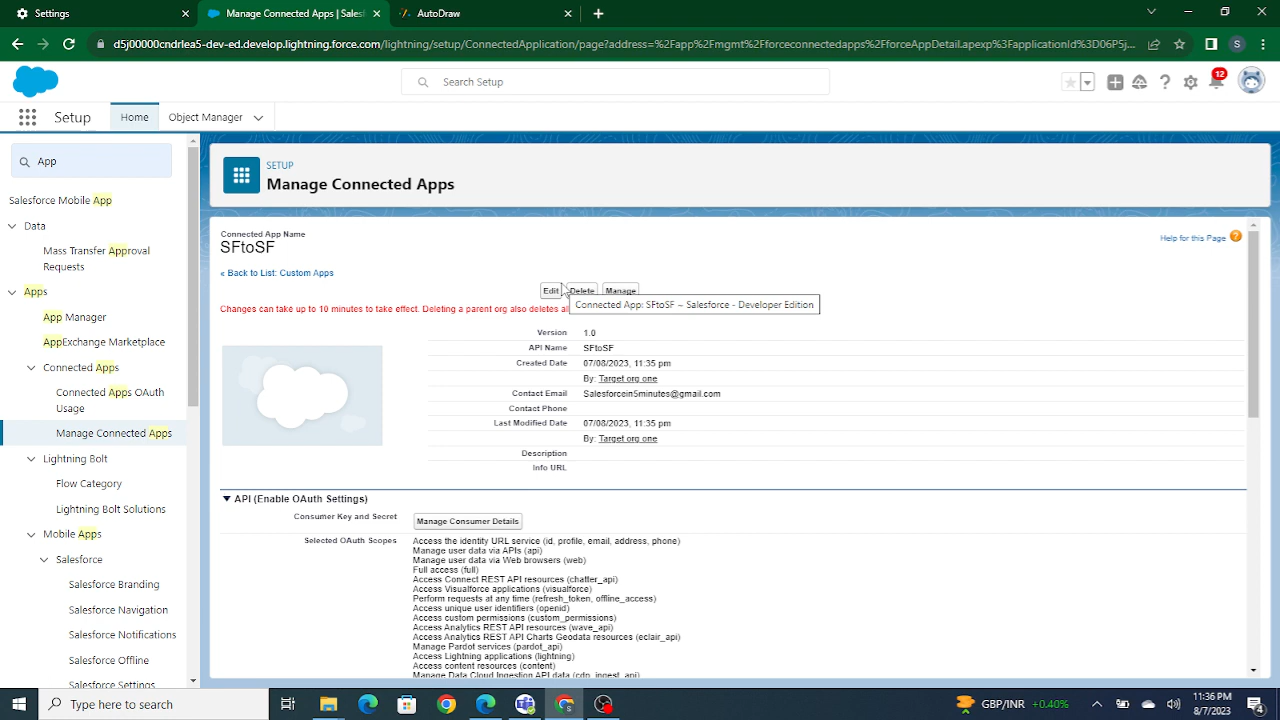 Settings
Manage Connected Apps | Sales
AutoDraw
d5j00000cndrlea5-dev-ed.develop.lightning.force.com/lightning/setup/ConnectedApplication/page?address=%2Fapp%2Fmgmt%2Fforceconnectedapps%2FforceAppDetail.apexp%3FapplicationId%3D06P5j...
S
Search Setup
12
Setup
Home
Object Manager
App
Salesforce Mobile App
Data
Mass Transfer Approval
Requests
Apps
App Manager
AppExchange Marketplace
Connected Apps
Connected Apps OAuth
Usage
Manage Connected Apps
Lightning Bolt
Flow Category
Lightning Bolt Solutions
Mobile Apps
Salesforce
Salesforce Branding
Salesforce Navigation
Salesforce Notifications
Salesforce Offline
Salesforce Settings
SETUP
Manage Connected Apps
Connected App Name
SFtoSF
Help for this Page
« Back to List: Custom Apps
Edit
Delete
Manage
Connected App: SFtoSF ~ Salesforce - Developer Edition
Changes can take up to 10 minutes to take effect. Deleting a parent org also deletes al
Version 1.0
API Name SFtoSF
Created Date 07/08/2023, 11:35 pm
By: Target org one
Contact Email Salesforcein5minutes@gmail.com
Contact Phone
Last Modified Date 07/08/2023, 11:35 pm
By: Target org one
Description
Info URL
API (Enable OAuth Settings)
Consumer Key and Secret Manage Consumer Details
Selected OAuth Scopes Access the identity URL service (id, profile, email, address, phone)
Manage user data via APIs (api)
Manage user data via Web browsers (web)
Full access (full)
Access Connect REST API resources (chatter_api)
Access Visualforce applications (visualforce)
Perform requests at any time (refresh_token, offline_access)
Access unique user identifiers (openid)
Access custom permissions (custom_permissions)
Access Analytics REST API resources (wave_api)
Access Analytics REST API Charts Geodata resources (eclair_api)
Manage Pardot services (pardot_api)
Access Lightning applications (lightning)
Access content resources (content)
Manage Data Cloud Ingestion API data (cdp_ingest_api)
Type here to search
GBP/INR +0.40%
11:36 PM
8/7/2023
4